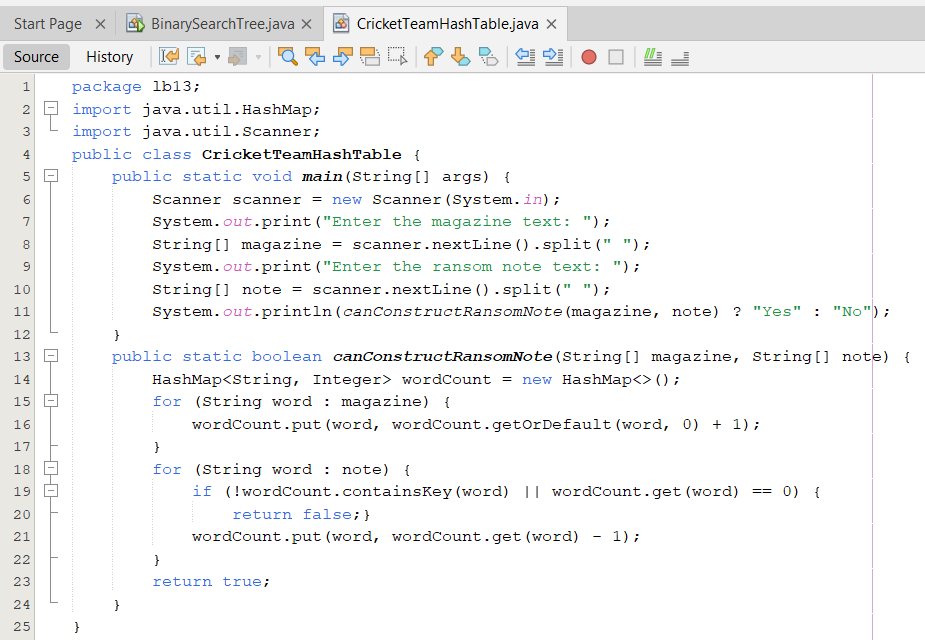 Start Page BinarySearchTree.java CricketTeamHashTable.java
Source History
1 package lb13;
2 import java.util.HashMap;
3 import java.util.Scanner;
4 public class CricketTeamHashTable {
5     public static void main(String[] args) {
6         Scanner scanner = new Scanner(System.in);
7         System.out.print("Enter the magazine text: ");
8         String[] magazine = scanner.nextLine().split(" ");
9         System.out.print("Enter the ransom note text: ");
10         String[] note = scanner.nextLine().split(" ");
11         System.out.println(canConstructRansomNote(magazine, note) ? "Yes" : "No");
12     }
13     public static boolean canConstructRansomNote(String[] magazine, String[] note) {
14         HashMap<String, Integer> wordCount = new HashMap<>();
15         for (String word : magazine) {
16             wordCount.put(word, wordCount.getOrDefault(word, 0) + 1);
17         }
18         for (String word : note) {
19             if (!wordCount.containsKey(word) || wordCount.get(word) == 0) {
20                 return false;}
21             wordCount.put(word, wordCount.get(word) - 1);
22         }
23         return true;
24     }
25 }